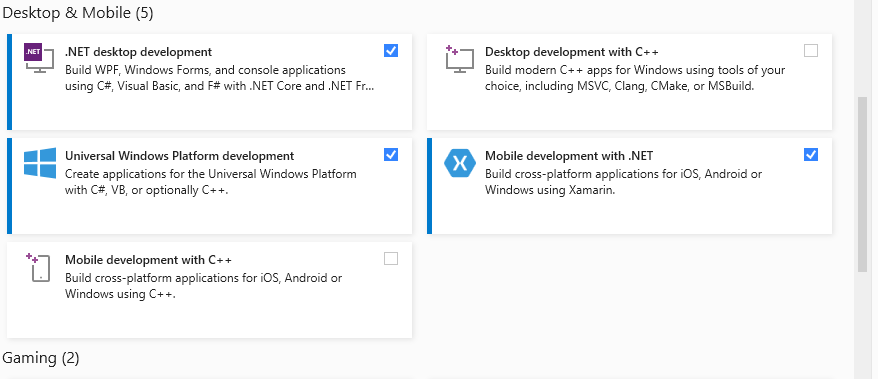 Desktop & Mobile (5)
.NET
.NET desktop development
Build WPF, Windows Forms, and console applications
using C#, Visual Basic, and F# with .NET Core and .NET Fr...
Desktop development with C++
Build modern C++ apps for Windows using tools of your
choice, including MSVC, Clang, CMake, or MSBuild.
Universal Windows Platform development
Create applications for the Universal Windows Platform
with C#, VB, or optionally C++.
Mobile development with .NET
Build cross-platform applications for iOS, Android or
Windows using Xamarin.
Mobile development with C++
Build cross-platform applications for iOS, Android or
Windows using C++.
Gaming (2)